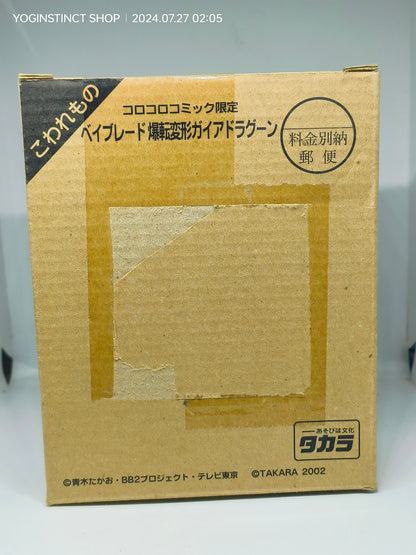 YOGINSTINCT SHOP | 2024.07.27 02:05
こわれもの
コロコロコミック限定
ベイブレード 爆転変形ガイアドラグーン
料金別納
郵便
あそびは文化
タカラ
©青木たかお・BB2プロジェクト・テレビ東京 ©TAKARA 2002